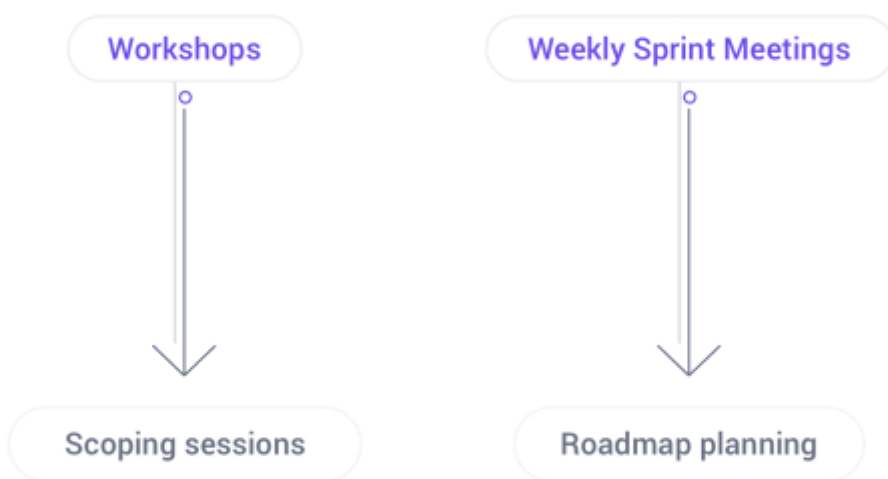 Workshops
Weekly Sprint Meetings
Scoping sessions
Roadmap planning